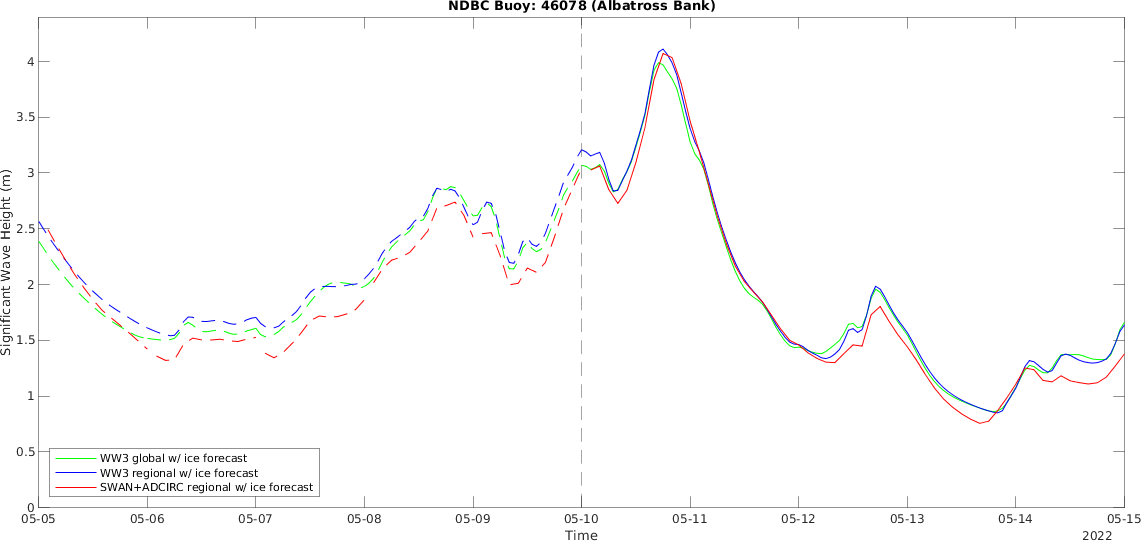 NDBC Buoy: 46078 (Albatross Bank)
Significant Wave Height (m)
4
3.5
3
2.5
2
1.5
1
0.5
0
WW3 global w/ ice forecast
WW3 regional w/ ice forecast
SWAN+ADCIRC regional w/ ice forecast
05-05 05-06 05-07 05-08 05-09 05-10 05-11 05-12 05-13 05-14 05-15
Time
2022